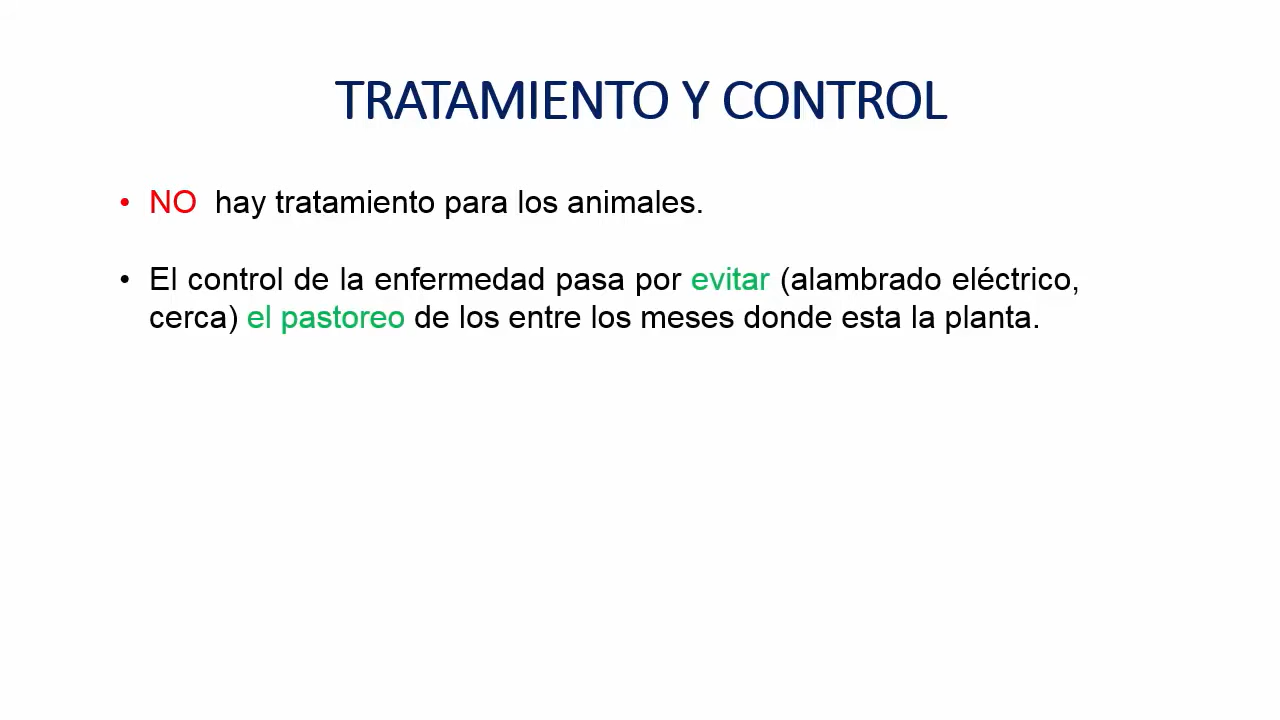 TRATAMIENTO Y CONTROL
• NO  hay tratamiento para los animales.
• El control de la enfermedad pasa por evitar (alambrado eléctrico,
cerca) el pastoreo de los entre los meses donde esta la planta.